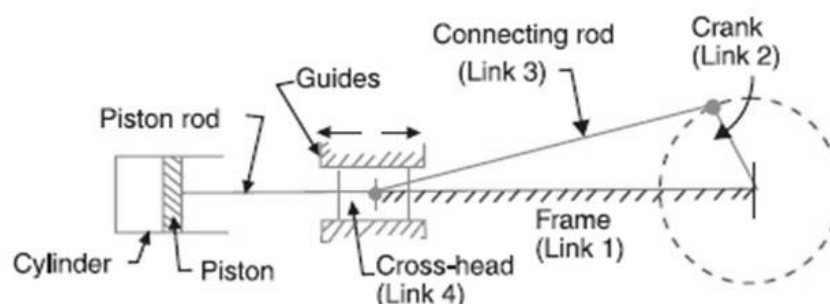 Crank
(Link 2)
Connecting rod
(Link 3)
Guides
Piston rod
Frame
(Link 1)
Cylinder
Piston
Cross-head
(Link 4)